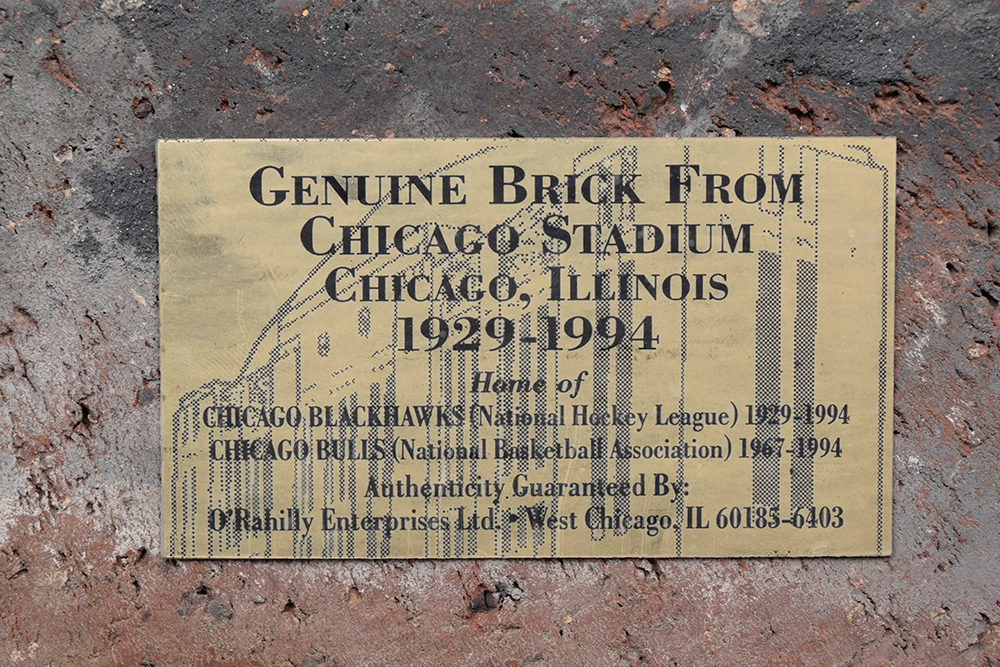 GENUINE BRICK FROM
CHICAGO STADIUM
CHICAGO, ILLINOIS
1929-1994
Home of
CHICAGO BLACKHAWKS (National Hockey League) 1929-1994
CHICAGO BULLS (National Basketball Association) 1967-1994
Authenticity Guaranteed By:
O'Rahilly Enterprises Ltd. • West Chicago, IL 60185-6403